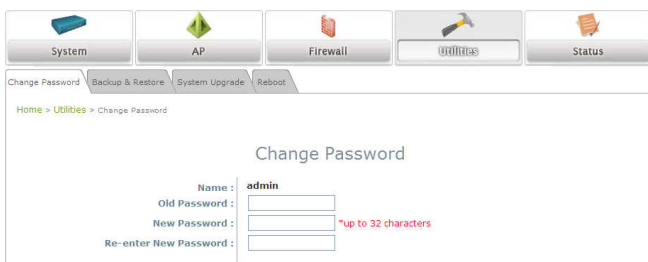 System AP Firewall Utilities Status
Change Password Backup & Restore System Upgrade Reboot
Home > Utilities > Change Password
Change Password
Name : admin
Old Password :
New Password : *up to 32 characters
Re-enter New Password :